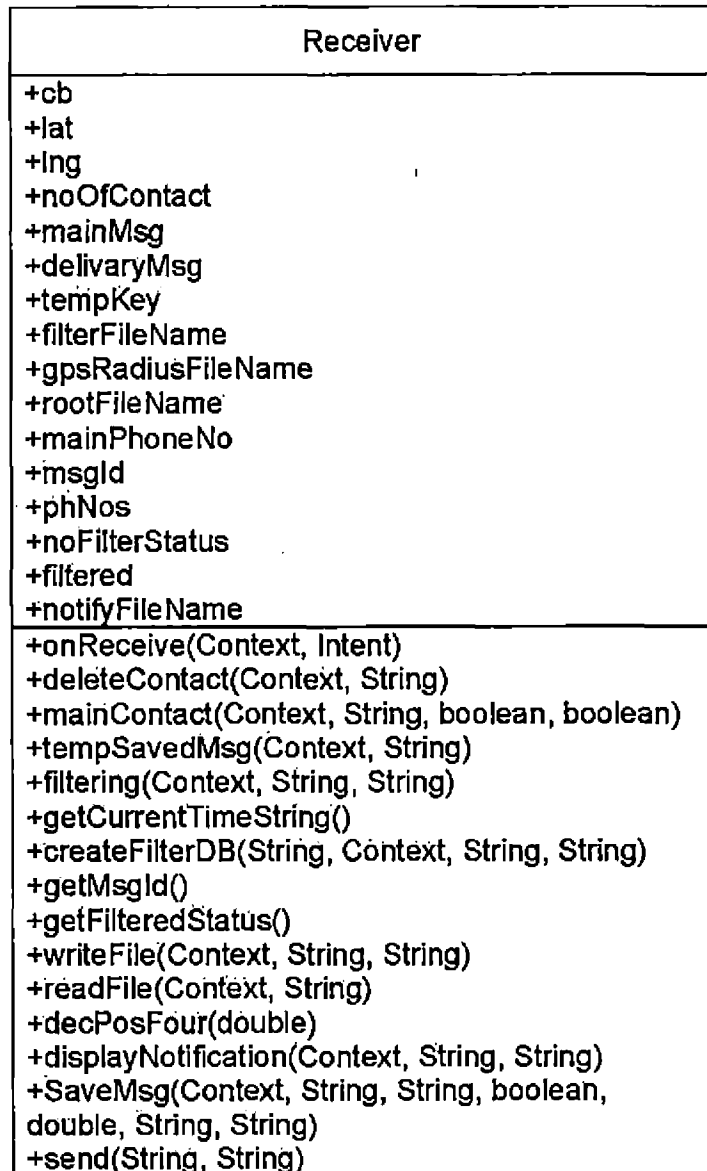 Receiver
+cb
+lat
+lng
+noOfContact
+mainMsg
+delivaryMsg
+tempKey
+filterFileName
+gpsRadiusFileName
+rootFileName
+mainPhoneNo
+msgId
+phNos
+noFilterStatus
+filtered
+notifyFileName
+onReceive(Context, Intent)
+deleteContact(Context, String)
+mainContact(Context, String, boolean, boolean)
+tempSavedMsg(Context, String)
+filtering(Context, String, String)
+getCurrentTimeString()
+createFilterDB(String, Context, String, String)
+getMsgId()
+getFilteredStatus()
+writeFile(Context, String, String)
+readFile(Context, String)
+decPosFour(double)
+displayNotification(Context, String, String)
+SaveMsg(Context, String, String, boolean,
double, String, String)
+send(String, String)